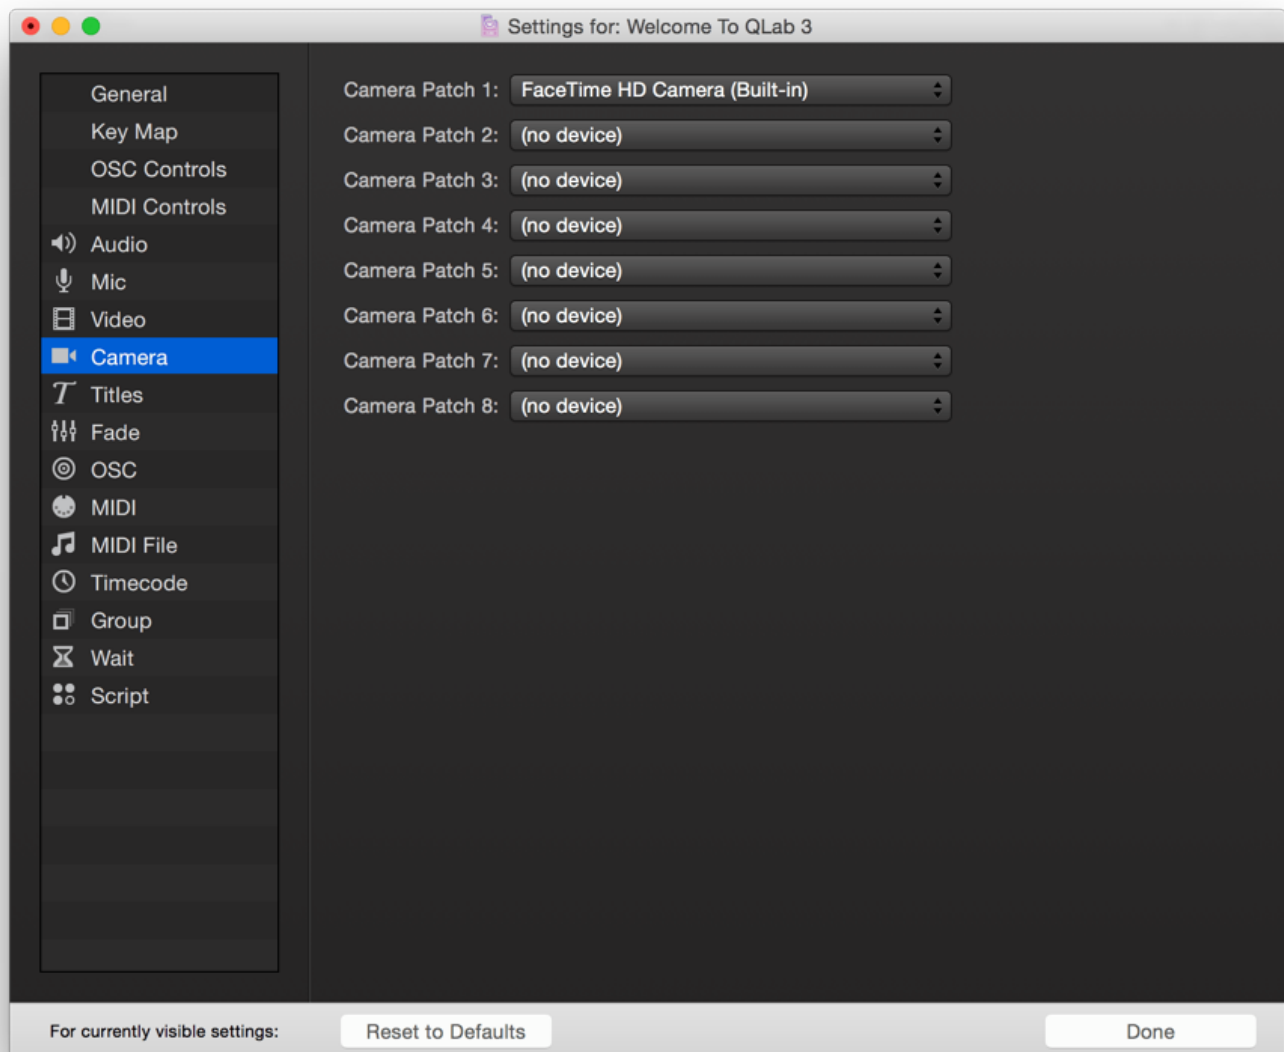 Settings for: Welcome To QLab 3
General
Key Map
OSC Controls
MIDI Controls
Audio
Mic
Video
Camera
Titles
Fade
OSC
MIDI
MIDI File
Timecode
Group
Wait
Script
Camera Patch 1: FaceTime HD Camera (Built-in)
Camera Patch 2: (no device)
Camera Patch 3: (no device)
Camera Patch 4: (no device)
Camera Patch 5: (no device)
Camera Patch 6: (no device)
Camera Patch 7: (no device)
Camera Patch 8: (no device)
For currently visible settings: Reset to Defaults Done